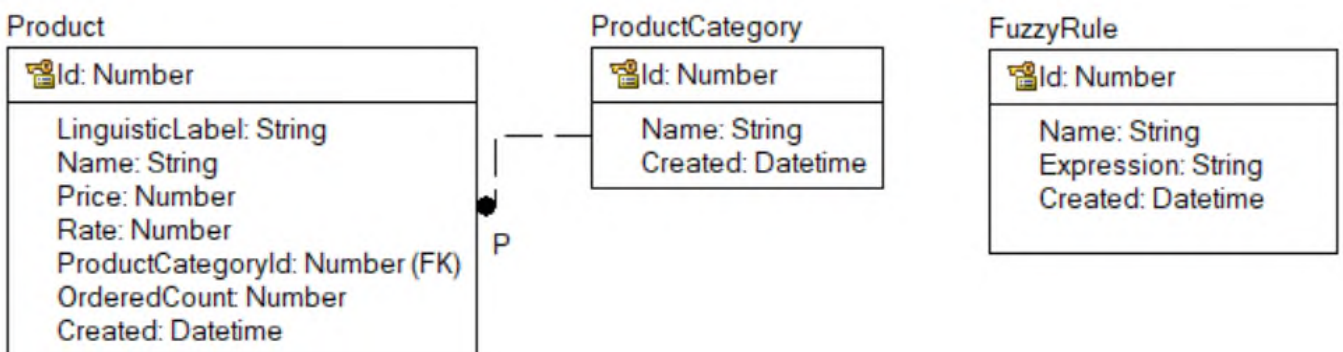 Product
Id: Number
LinguisticLabel: String
Name: String
Price: Number
Rate: Number
ProductCategoryId: Number (FK)
OrderedCount: Number
Created: Datetime
P
ProductCategory
Id: Number
Name: String
Created: Datetime
FuzzyRule
Id: Number
Name: String
Expression: String
Created: Datetime